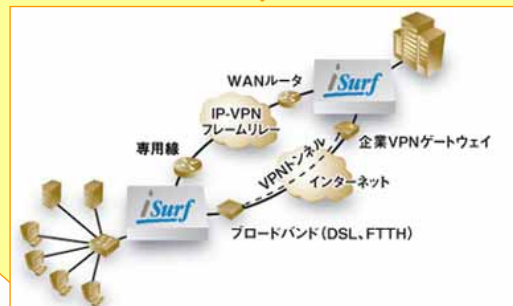 WANルータ
iSurf
IP-VPN
フレームリレー
専用線
企業VPNゲートウェイ
VPNトンネル
インターネット
iSurf
ブロードバンド(DSL、FTTH)